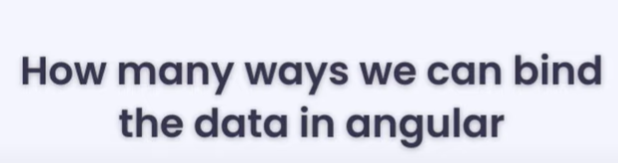 How many ways we can bind
the data in angular